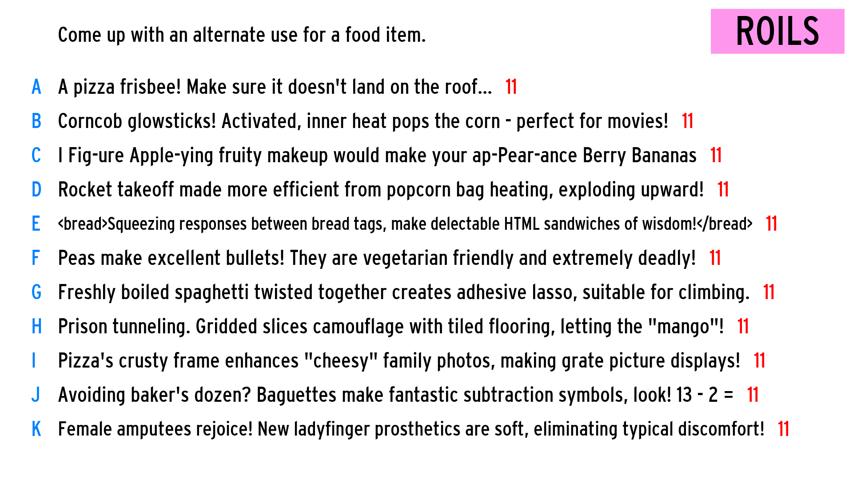 Come up with an alternate use for a food item.
ROILS
A A pizza frisbee! Make sure it doesn't land on the roof... 11
B Corncob glowsticks! Activated, inner heat pops the corn - perfect for movies! 11
C I Fig-ure Apple-ying fruity makeup would make your ap-Pear-ance Berry Bananas 11
D Rocket takeoff made more efficient from popcorn bag heating, exploding upward! 11
E <bread>Squeezing responses between bread tags, make delectable HTML sandwiches of wisdom!</bread> 11
F Peas make excellent bullets! They are vegetarian friendly and extremely deadly! 11
G Freshly boiled spaghetti twisted together creates adhesive lasso, suitable for climbing. 11
H Prison tunneling. Gridded slices camouflage with tiled flooring, letting the "mango"! 11
I Pizza's crusty frame enhances "cheesy" family photos, making grate picture displays! 11
J Avoiding baker's dozen? Baguettes make fantastic subtraction symbols, look! 13 - 2 = 11
K Female amputees rejoice! New ladyfinger prosthetics are soft, eliminating typical discomfort! 11